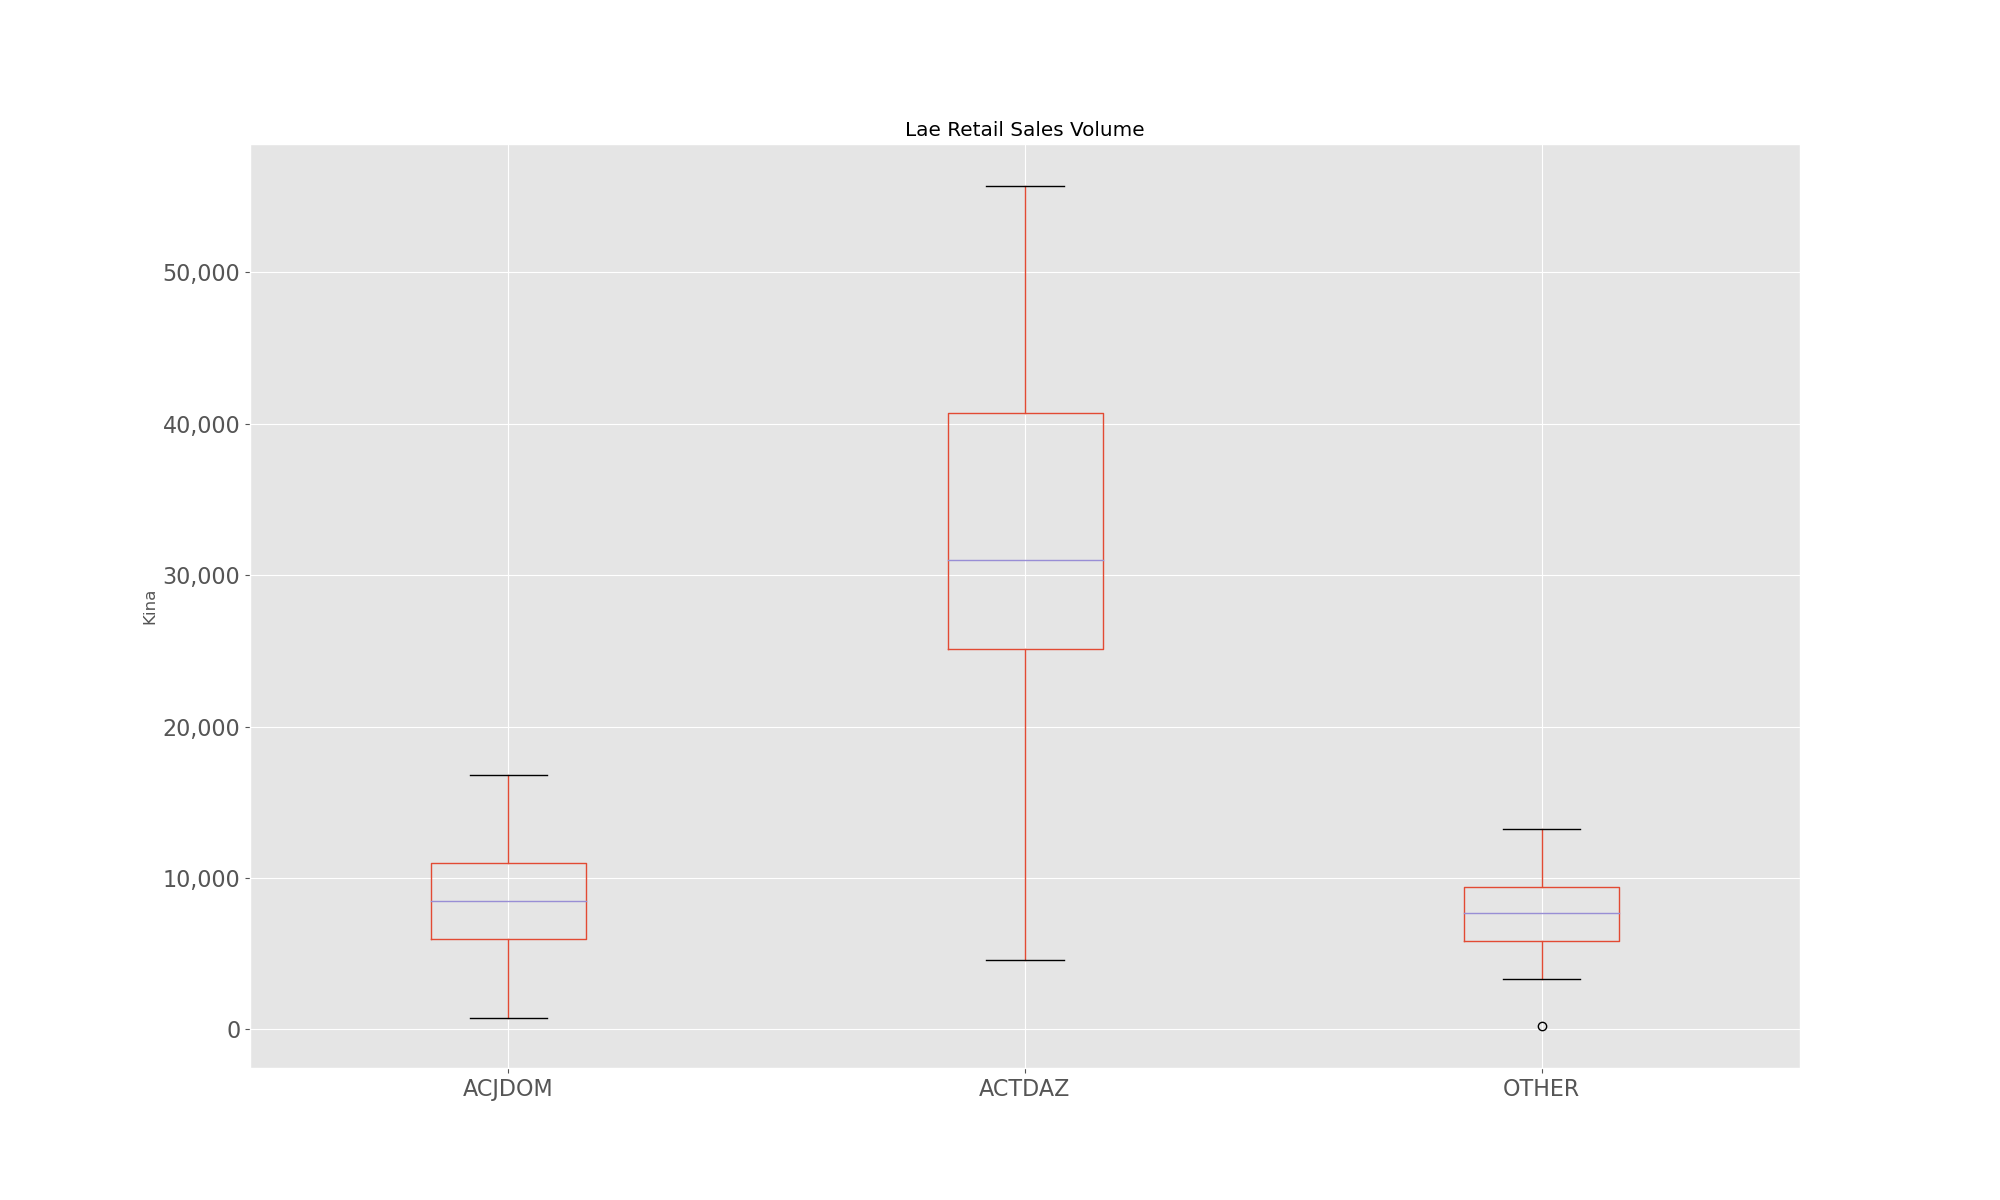 Lae Retail Sales Volume
50,000
40,000
30,000
20,000
10,000
0
Kina
ACJDOM
ACTDAZ
OTHER